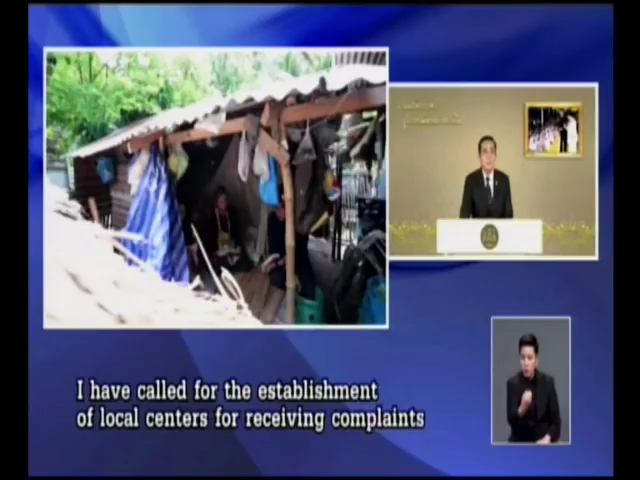 I have called for the establishment
of local centers for receiving complaints